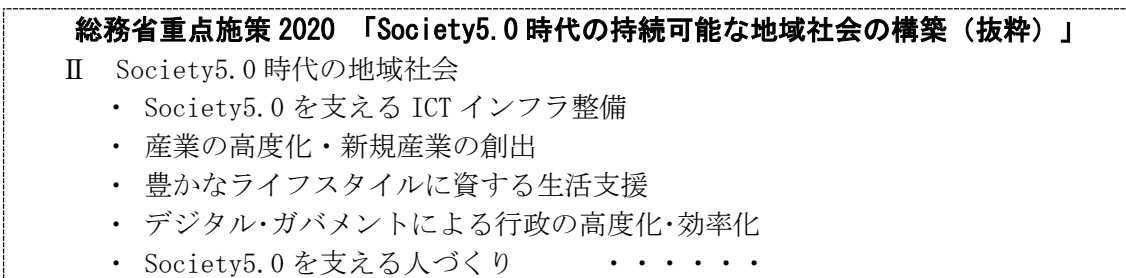 総務省重点施策 2020 「Society5.0 時代の持続可能な地域社会の構築（抜粋）」
Ⅱ Society5.0 時代の地域社会
・ Society5.0 を支える ICT インフラ整備
・ 産業の高度化・新規産業の創出
・ 豊かなライフスタイルに資する生活支援
・ デジタル・ガバメントによる行政の高度化・効率化
・ Society5.0 を支える人づくり ・・・・・・